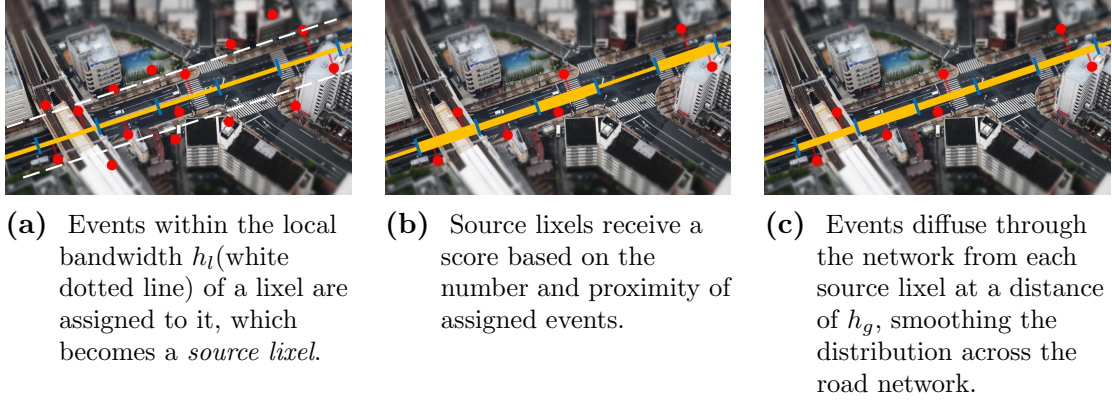 (a) Events within the local
bandwidth h_l(white
dotted line) of a lixel are
assigned to it, which
becomes a source lixel.
(b) Source lixels receive a
score based on the
number and proximity of
assigned events.
(c) Events diffuse through
the network from each
source lixel at a distance
of h_g, smoothing the
distribution across the
road network.